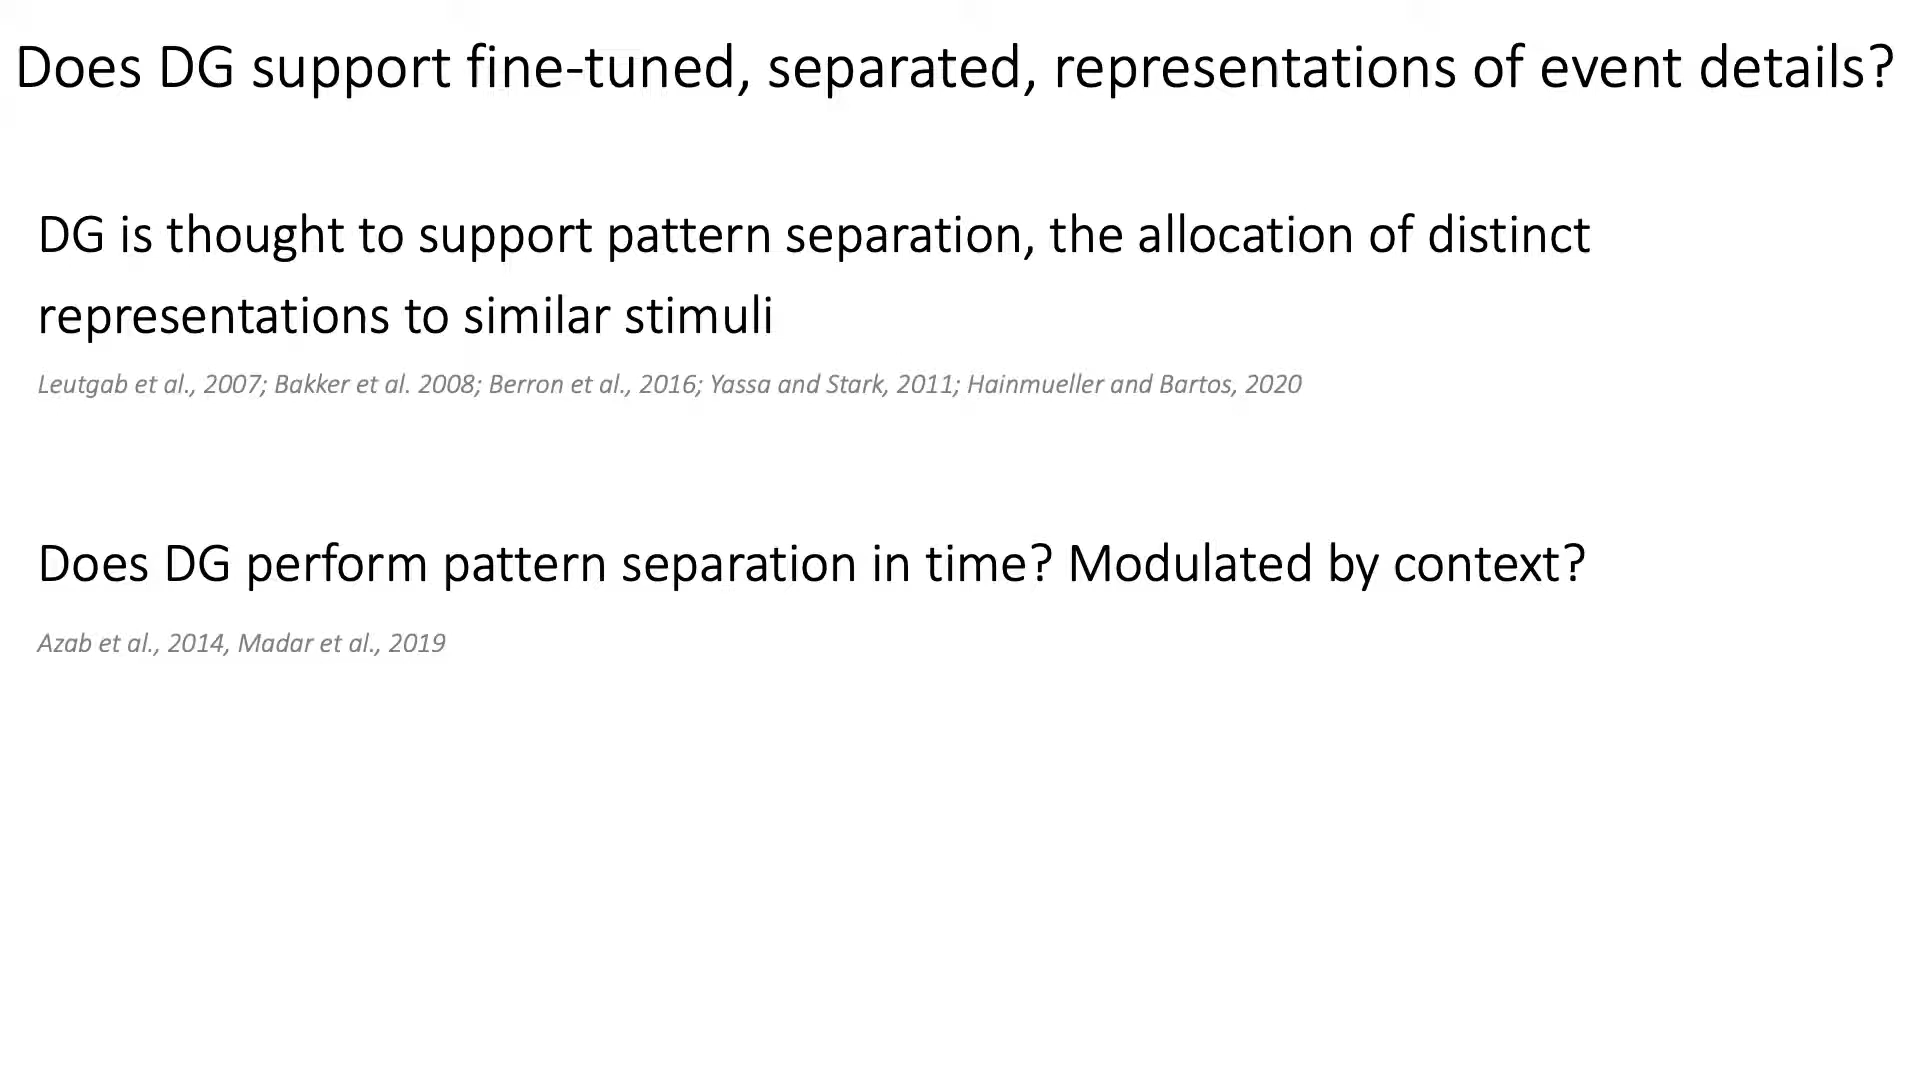 Does DG support fine-tuned, separated, representations of event details?
DG is thought to support pattern separation, the allocation of distinct
representations to similar stimuli
Leutgab et al., 2007; Bakker et al. 2008; Berron et al., 2016; Yassa and Stark, 2011; Hainmueller and Bartos, 2020
Does DG perform pattern separation in time? Modulated by context?
Azab et al., 2014, Madar et al., 2019